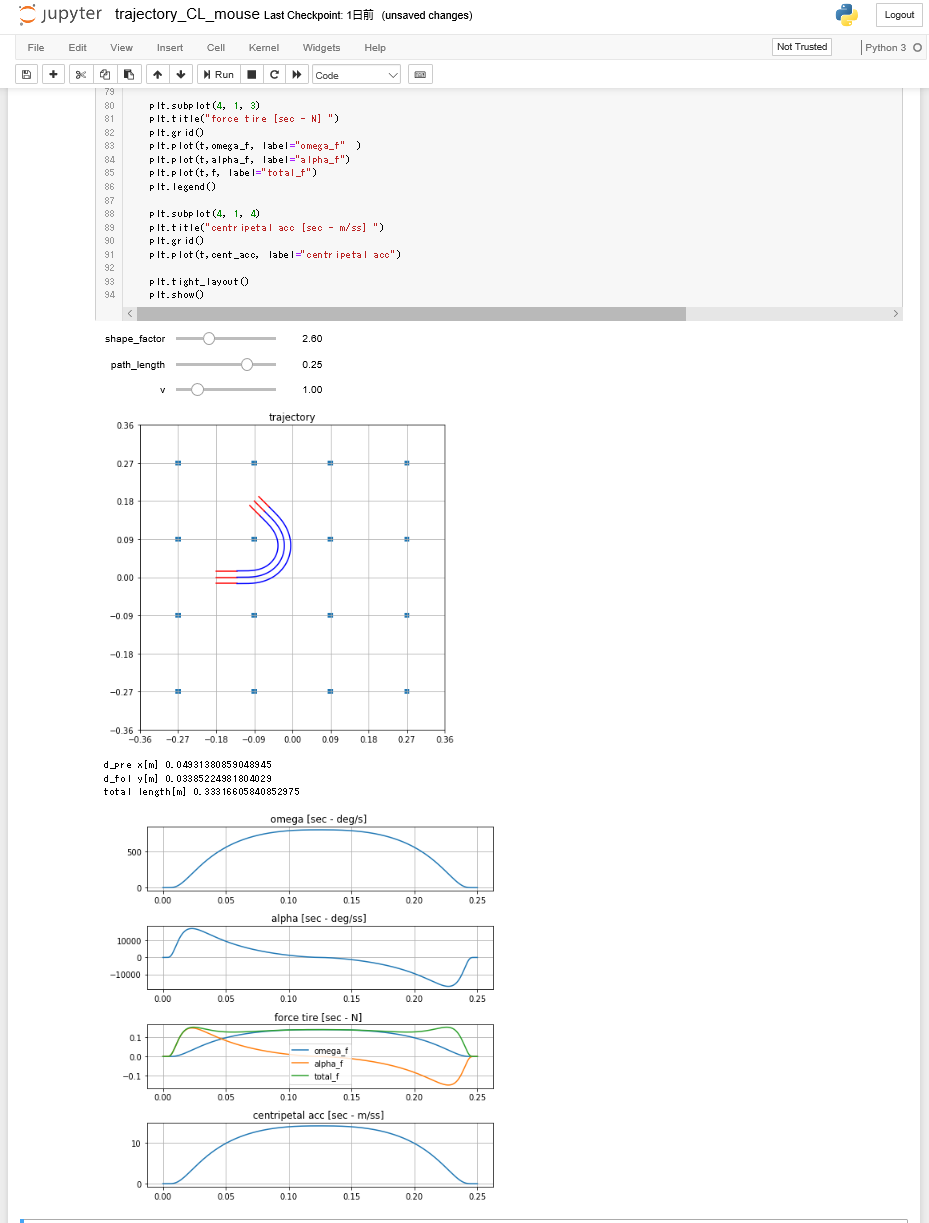 jupyter trajectory_CL_mouse Last Checkpoint: 1日前 (unsaved changes)
Logout
File Edit View Insert Cell Kernel Widgets Help
Not Trusted
Python 3
Run
Code
79
80 plt.subplot(4, 1, 3)
81 plt.title("force tire [sec - N] ")
82 plt.grid()
83 plt.plot(t,omega_f, label="omega_f" )
84 plt.plot(t,alpha_f, label="alpha_f")
85 plt.plot(t,f, label="total_f")
86 plt.legend()
87
88 plt.subplot(4, 1, 4)
89 plt.title("centripetal acc [sec - m/ss] ")
90 plt.grid()
91 plt.plot(t,cent_acc, label="centripetal acc")
92
93 plt.tight_layout()
94 plt.show()
shape_factor 2.60
path_length 0.25
v 1.00
trajectory
0.36
0.27
0.18
0.09
0.00
−0.09
−0.18
−0.27
−0.36
−0.36 −0.27 −0.18 −0.09 0.00 0.09 0.18 0.27 0.36
d_pre x[m] 0.04931380859048945
d_fol y[m] 0.03385224981804029
total length[m] 0.33316605840852975
omega [sec - deg/s]
500
0
0.00 0.05 0.10 0.15 0.20 0.25
alpha [sec - deg/ss]
10000
0
−10000
0.00 0.05 0.10 0.15 0.20 0.25
force tire [sec - N]
0.1
0.0
−0.1
omega_f
alpha_f
total_f
0.00 0.05 0.10 0.15 0.20 0.25
centripetal acc [sec - m/ss]
10
0
0.00 0.05 0.10 0.15 0.20 0.25